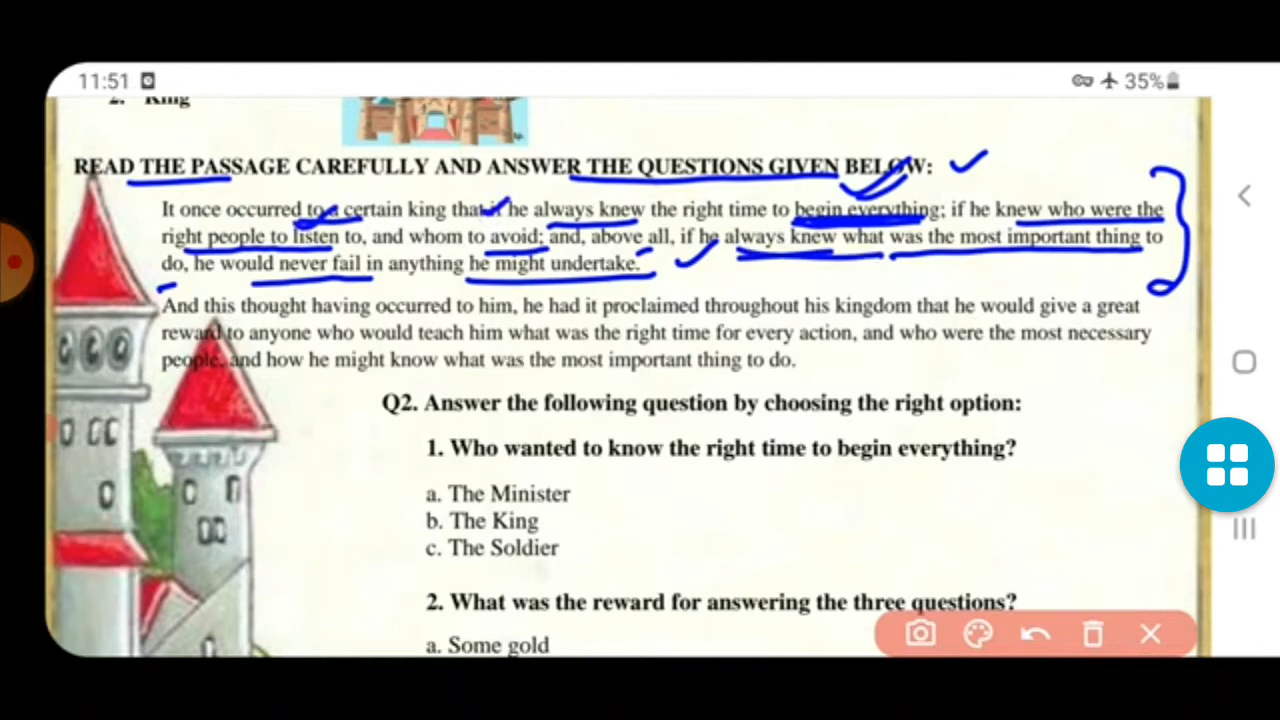 11:51
35%
2. King
READ THE PASSAGE CAREFULLY AND ANSWER THE QUESTIONS GIVEN BELOW:
It once occurred to a certain king that if he always knew the right time to begin everything; if he knew who were the
right people to listen to, and whom to avoid; and, above all, if he always knew what was the most important thing to
do, he would never fail in anything he might undertake.
And this thought having occurred to him, he had it proclaimed throughout his kingdom that he would give a great
reward to anyone who would teach him what was the right time for every action, and who were the most necessary
people, and how he might know what was the most important thing to do.
Q2. Answer the following question by choosing the right option:
1. Who wanted to know the right time to begin everything?
a. The Minister
b. The King
c. The Soldier
2. What was the reward for answering the three questions?
a. Some gold